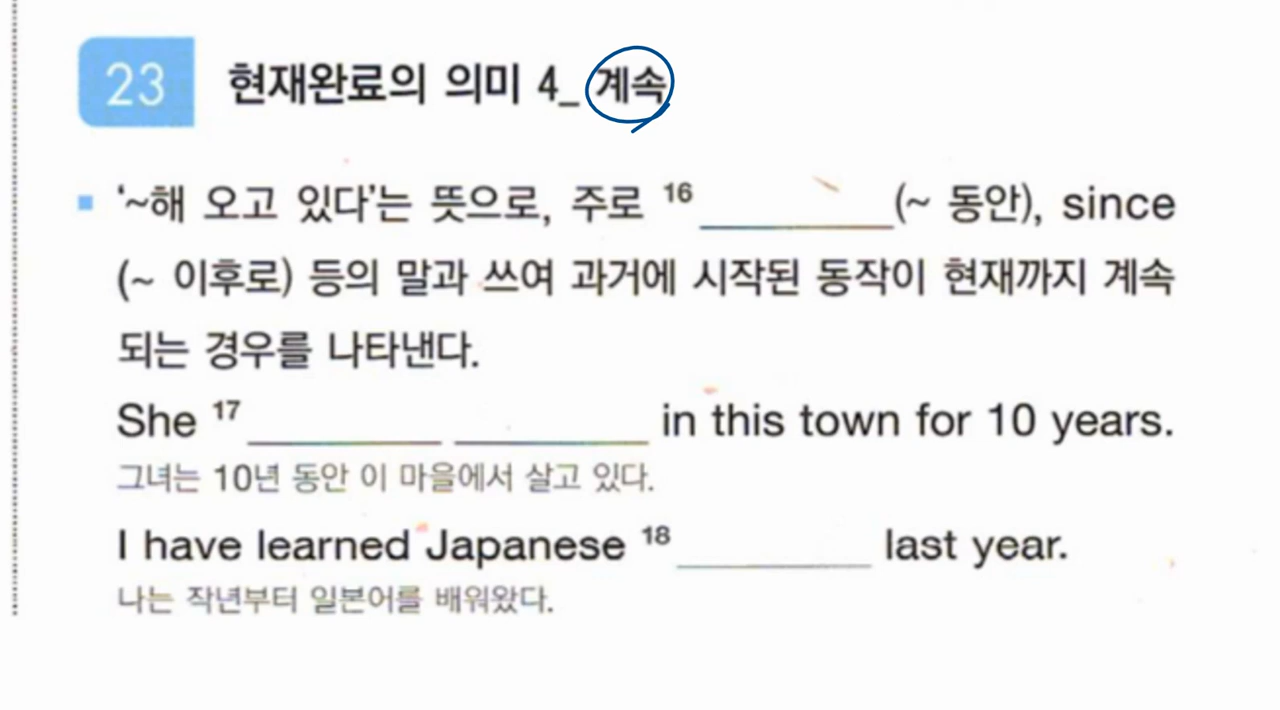 23 현재완료의 의미 4_ 계속
‘~해 오고 있다’는 뜻으로, 주로 16 __________(~ 동안), since
(~ 이후로) 등의 말과 쓰여 과거에 시작된 동작이 현재까지 계속
되는 경우를 나타낸다.
She 17 __________ __________ in this town for 10 years.
그녀는 10년 동안 이 마을에서 살고 있다.
I have learned Japanese 18 __________ last year.
나는 작년부터 일본어를 배워왔다.